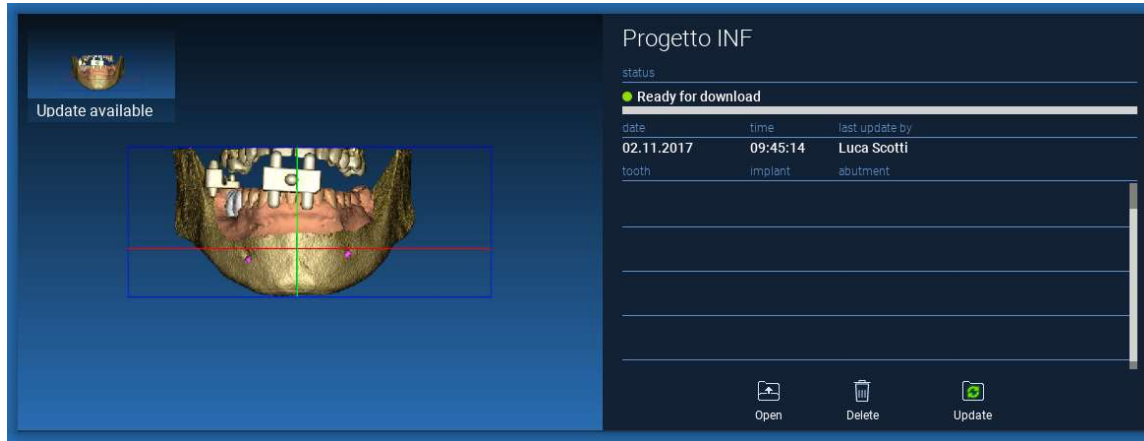 Update available
Progetto INF
status
Ready for download
date time last update by
02.11.2017 09:45:14 Luca Scotti
tooth implant abutment
Open Delete Update